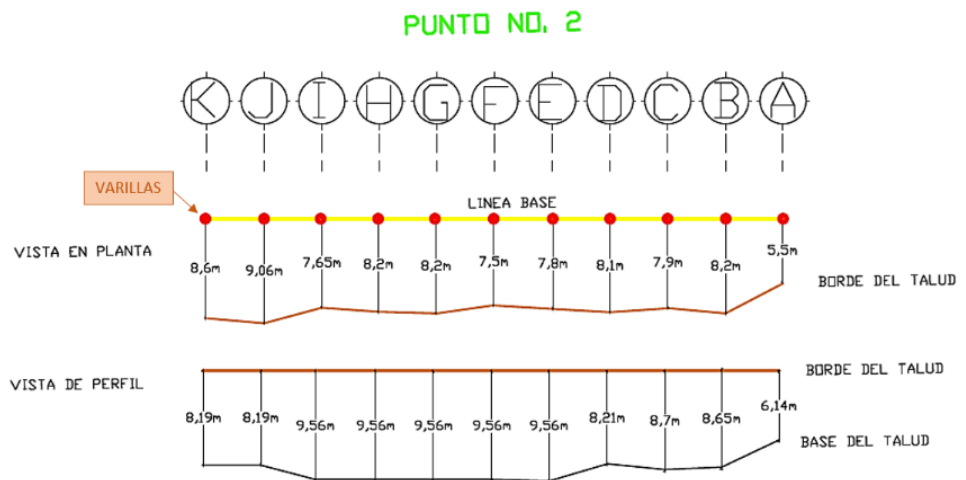 PUNTO NO. 2
K J I H G F E D C B A
VARILLAS
LINEA BASE
VISTA EN PLANTA
8,6m 9,06m 7,65m 8,2m 8,2m 7,5m 7,8m 8,1m 7,9m 8,2m 5,5m
BORDE DEL TALUD
BORDE DEL TALUD
VISTA DE PERFIL
8,19m 8,19m 9,56m 9,56m 9,56m 9,56m 9,56m 8,21m 8,7m 8,65m 6,14m
BASE DEL TALUD